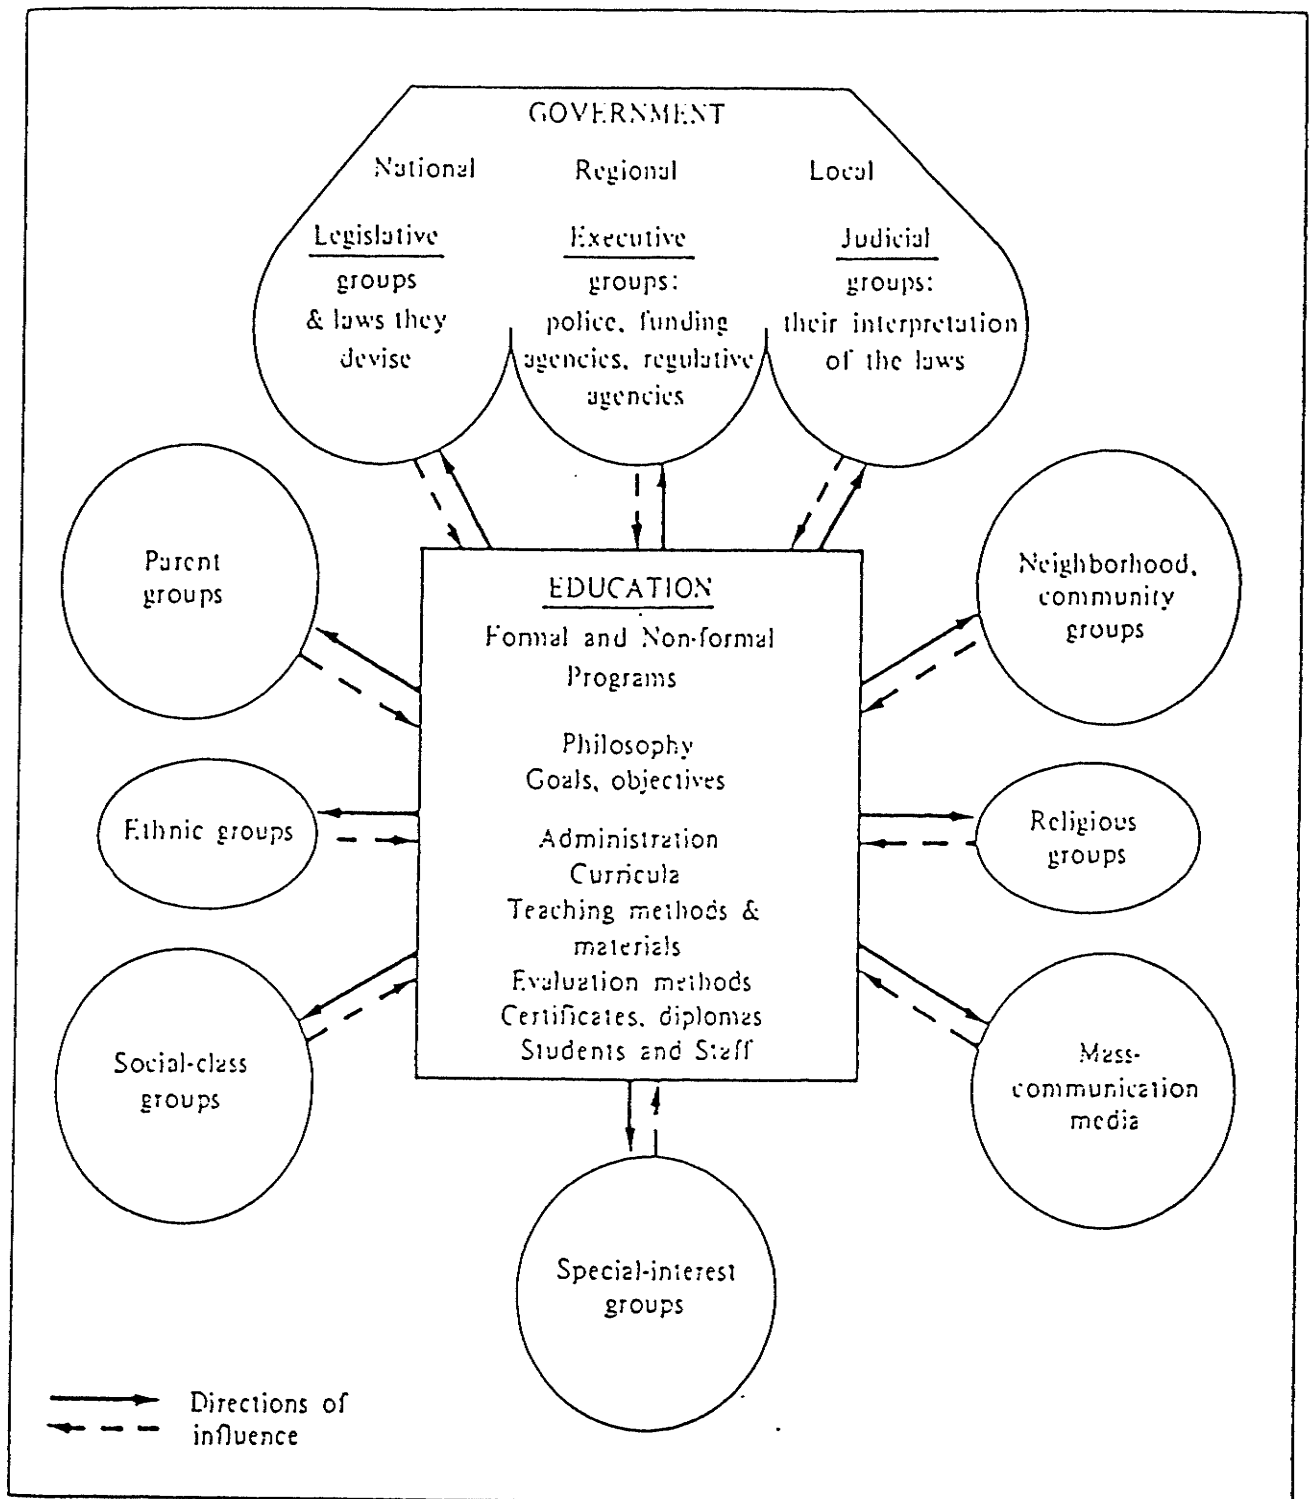 GOVERNMENT
National Regional Local
Legislative
groups
& laws they
devise
Executive
groups:
police, funding
agencies, regulative
agencies
Judicial
groups:
their interpretation
of the laws
Parent
groups
Neighborhood,
community
groups
EDUCATION
Formal and Non-formal
Programs
Philosophy
Goals, objectives
Administration
Curricula
Teaching methods &
materials
Evaluation methods
Certificates, diplomas
Students and Staff
Ethnic groups
Religious
groups
Social-class
groups
Mass-
communication
media
Special-interest
groups
Directions of
influence